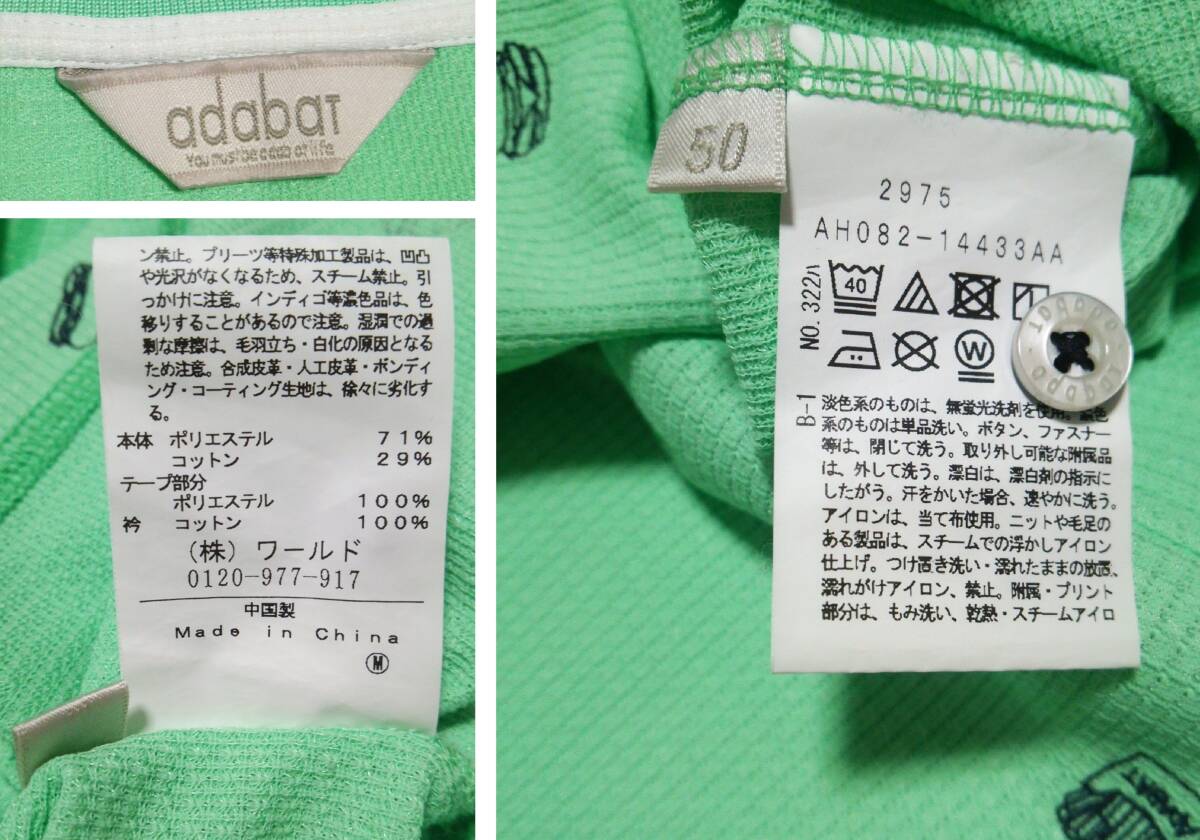 adabat
You must be a cap of life
ン禁止。プリーツ等特殊加工製品は、凹凸
や光沢がなくなるため、スチーム禁止。引
っかけに注意。インディゴ等濃色品は、色
移りすることがあるので注意。湿潤での過
剰な摩擦は、毛羽立ち・白化の原因となる
ため注意。合成皮革・人工皮革・ボンディ
ング・コーティング生地は、徐々に劣化す
る。
本体 ポリエステル 71%
コットン 29%
テープ部分
ポリエステル 100%
衿 コットン 100%
(株) ワールド
0120-977-917
中国製
Made in China
M
50
2975
AH082-14433AA
NO. 322ハ
40
W
B-1
淡色系のものは、無蛍光洗剤を使用。濃色
系のものは単品洗い。ボタン、ファスナー
等は、閉じて洗う。取り外し可能な附属品
は、外して洗う。漂白は、漂白剤の指示に
したがう。汗をかいた場合、速やかに洗う。
アイロンは、当て布使用。ニットや毛足の
ある製品は、スチームでの浮かしアイロン
仕上げ。つけ置き洗い・濡れたままの放置、
濡れがけアイロン、禁止。附属・プリント
部分は、もみ洗い、乾熱・スチームアイロ